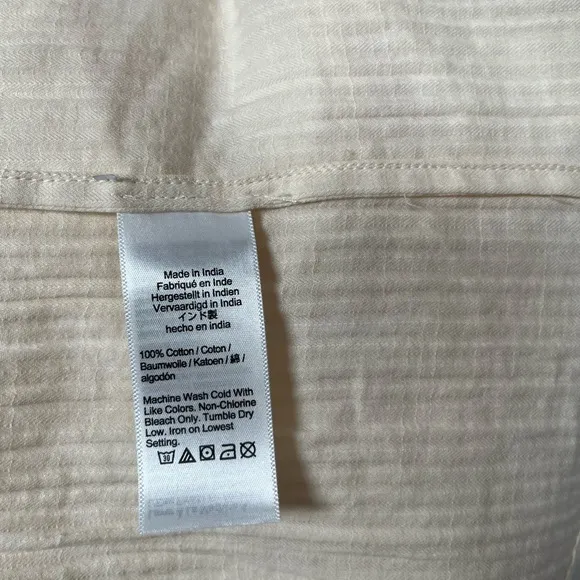 Made in India
Fabriqué en Inde
Hergestellt in Indien
Vervaardigd in India
インド製
hecho en india
100% Cotton / Coton /
Baumwolle / Katoen / 綿 /
algodón
Machine Wash Cold With
Like Colors. Non-Chlorine
Bleach Only. Tumble Dry
Low. Iron on Lowest
Setting.
30